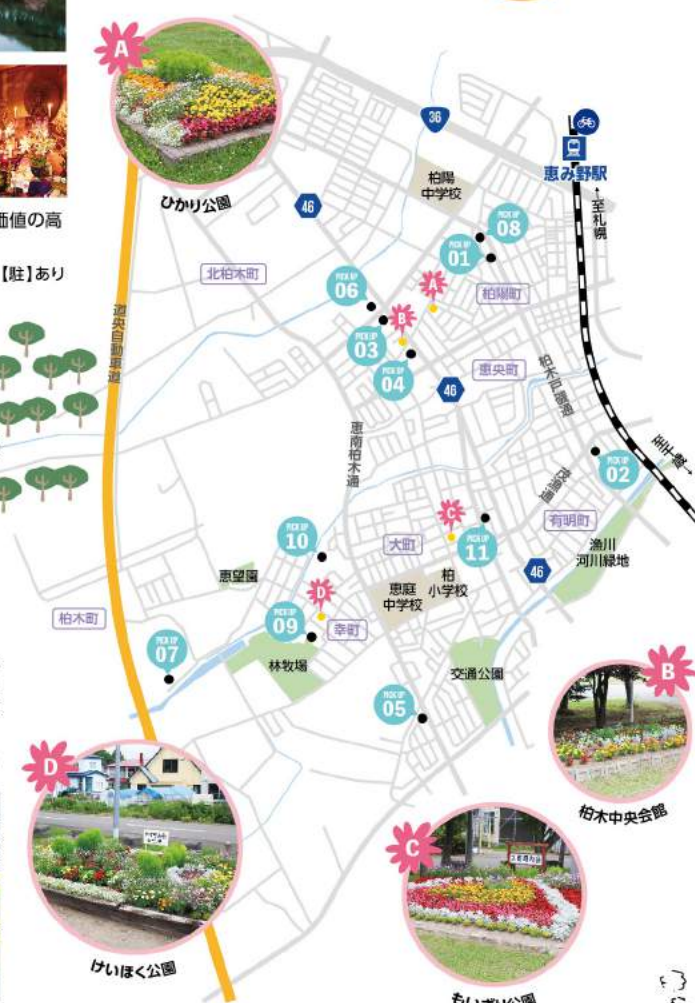 A
ひかり公園
価値の高
【駐】あり
36
恵み野駅
←至札幌
柏陽
中学校
46
PICK UP
08
PICK UP
01
A
北柏木町
柏陽町
PICK UP
06
B
PICK UP
03
PICK UP
04
道央自動車道
恵央町
46
柏木戸磯通
恵南柏木通
至千歳→
PICK UP
02
茂漁通
有明町
C
PICK UP
11
大町
PICK UP
10
漁川
河川緑地
46
恵望園
柏
小学校
恵庭
中学校
D
柏木町
PICK UP
09
幸町
PICK UP
07
林牧場
交通公園
PICK UP
05
B
柏木中央会館
D
けいほく公園
C